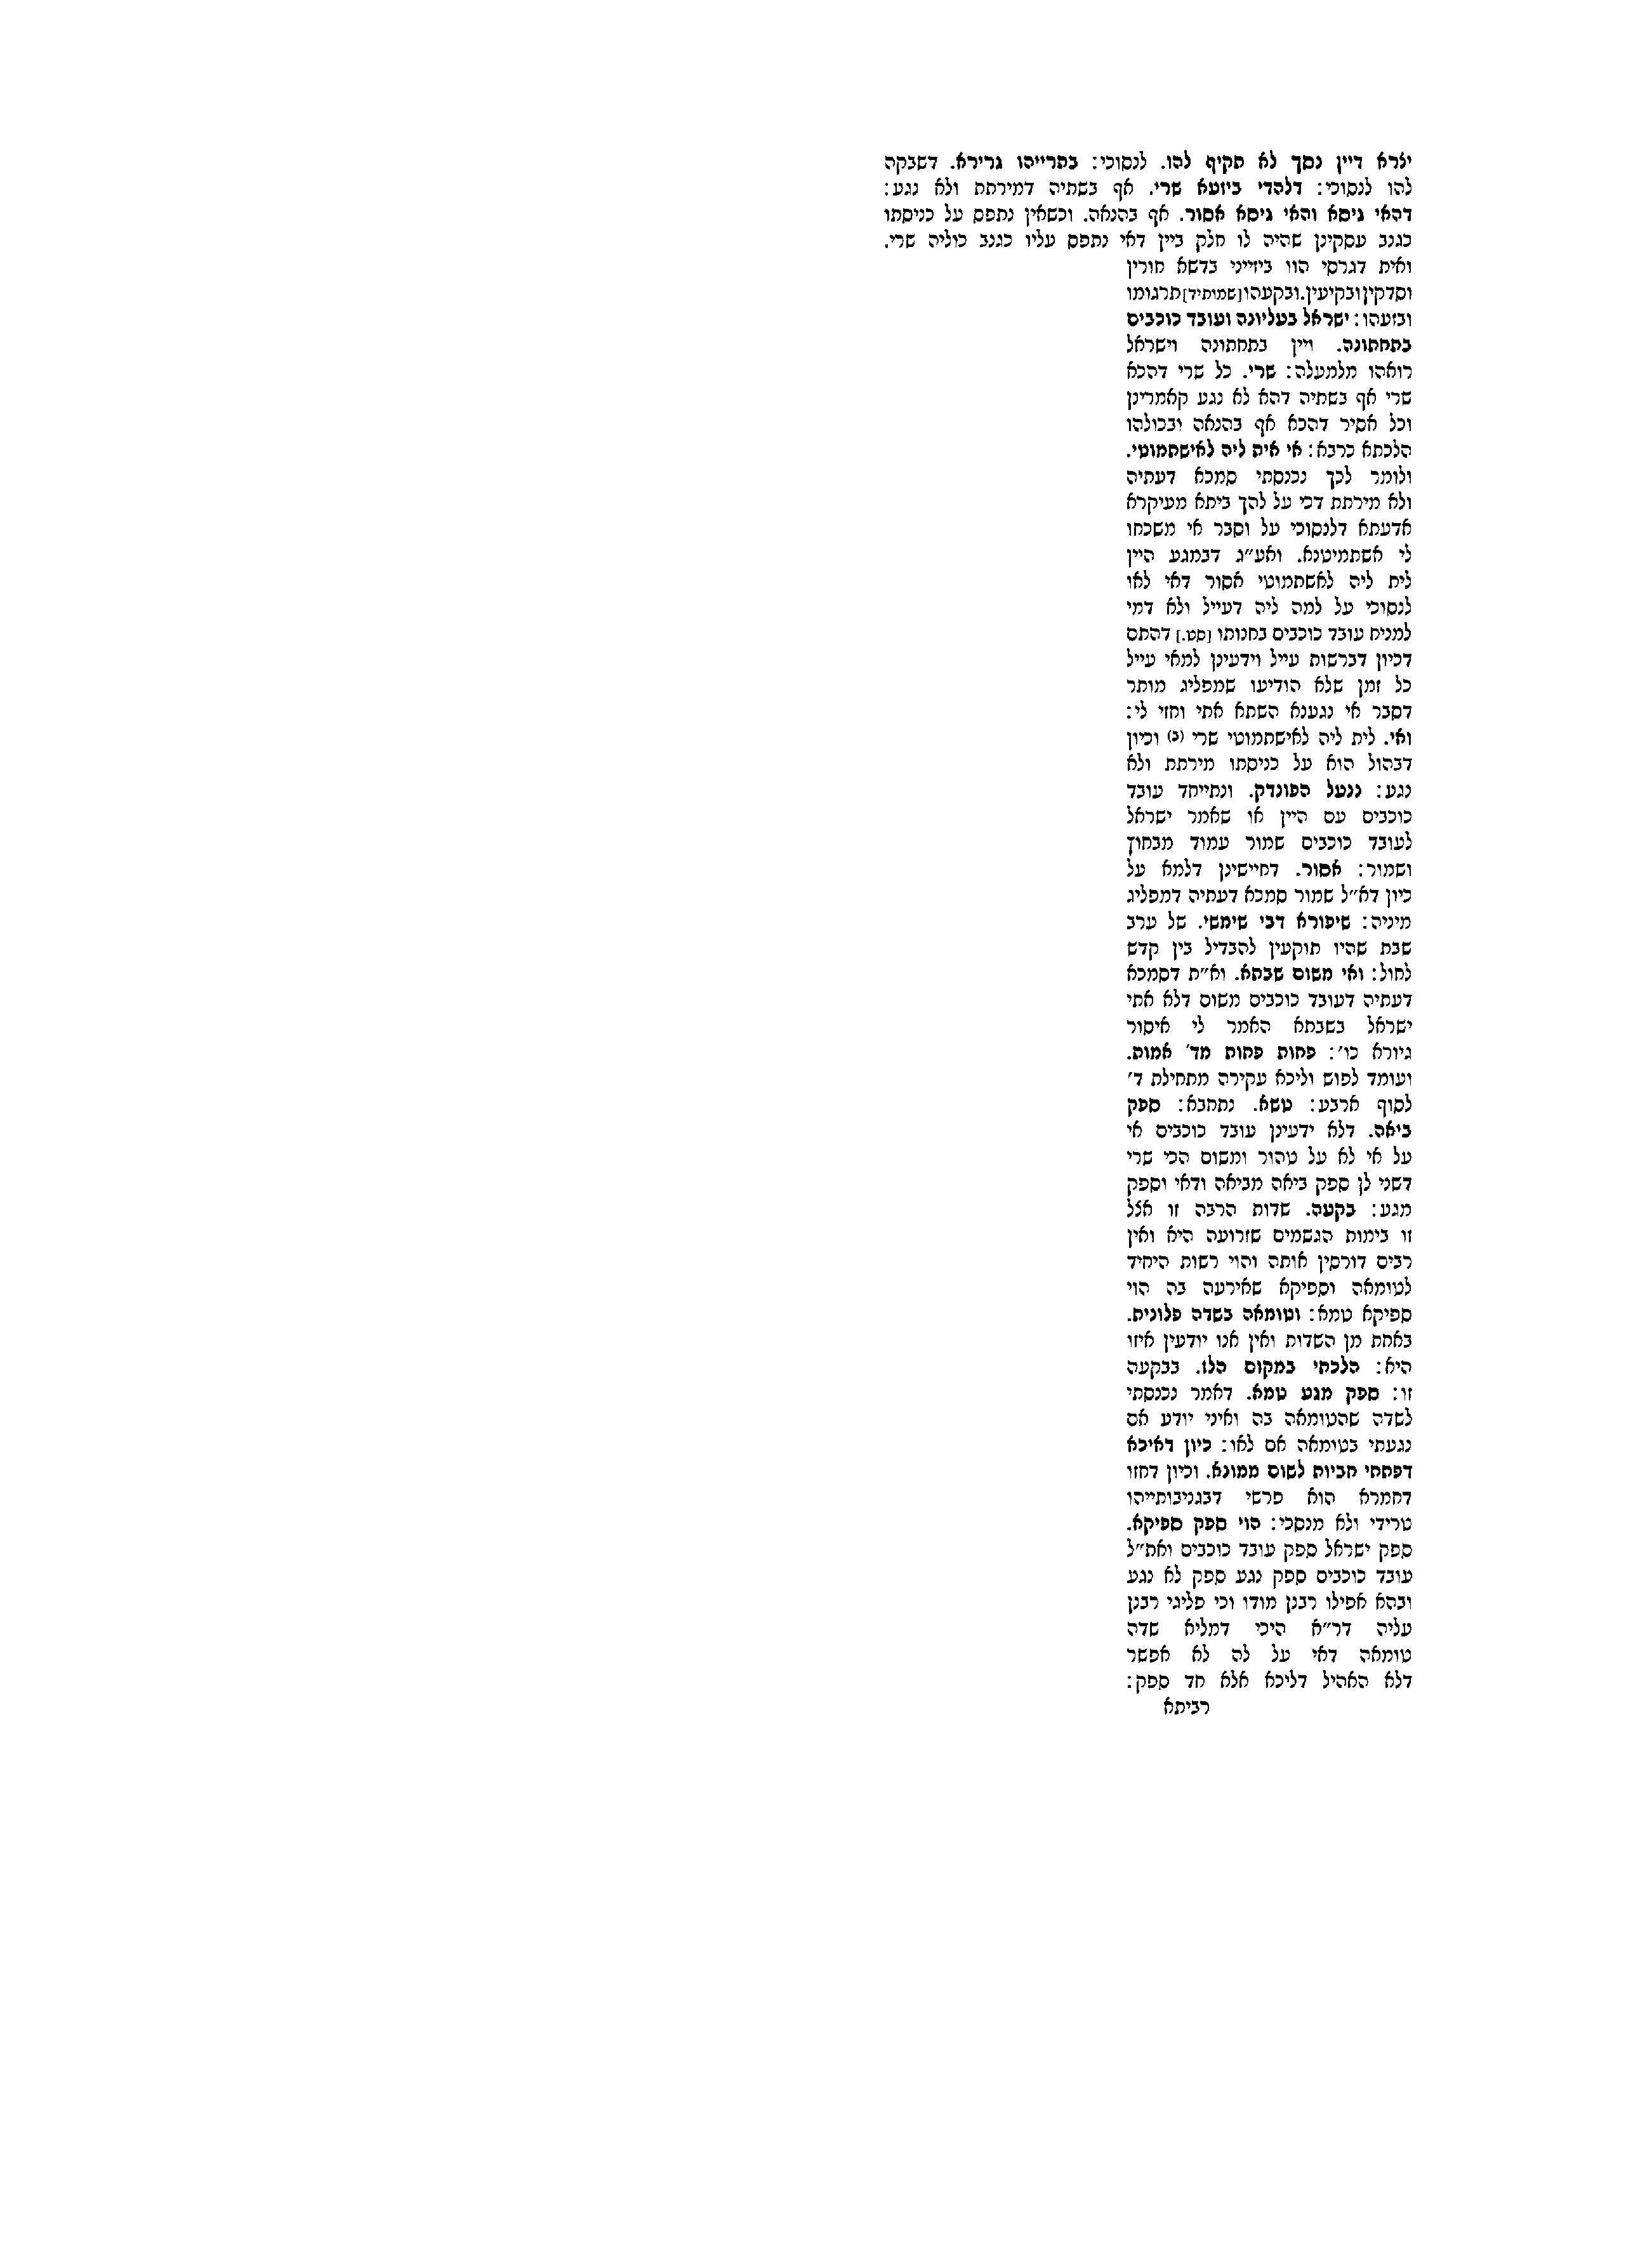 יצרא דיין נסך לא תקיף להו. לנסוכי: בתרייהו גרירא. דשבקה
להו לנסוכי: דלהדי ביזעא שרי. אף בשתיה דמירתת ולא נגע:
דהאי גיסא והאי גיסא אסור. אף בהנאה. וכשאין נתפס על כניסתו
כגנב עסקינן שהיה לו חלק ביין דאי נתפס עליו כגנב כוליה שרי.
ואית דגרסי הוו ביזייני בדשא חורין
וסדקין ובקיעין. ובקעהו [שמות יד] תרגומו
ובזעהו: ישראל בעליונה ועובד כוכבים
בתחתונה. ויין בתחתונה וישראל
רואהו מלמעלה: שרי. כל שרי דהכא
שרי אף בשתיה דהא לא נגע קאמרינן
וכל אסיר דהכא אף בהנאה ובכולהו
הלכתא כרבא: אי אית ליה לאישתמוטי.
ולומר לכך נכנסתי סמכא דעתיה
ולא מירתת דכי על להך ביתא מעיקרא
אדעתא דלנסוכי על וסבר אי משכחו
לי אשתמיטנא. ואע״ג דבמגע היין
לית ליה לאשתמוטי אסור דאי לאו
לנסוכי על למה ליה דעייל ולא דמי
למניח עובד כוכבים בחנותו [סט.] דהתם
דכיון דברשות עייל וידעינן למאי עייל
כל זמן שלא הודיעו שמפליג מותר
דסבר אי נגענא השתא אתי וחזי לי:
ואי. לית ליה לאישתמוטי שרי (ב) וכיון
דבהול הוא על כניסתו מירתת ולא
נגע: ננעל הפונדק. ונתייחד עובד
כוכבים עם היין או שאמר ישראל
לעובד כוכבים שמור עמוד מבחוץ
ושמור: אסור. דחיישינן דלמא על
כיון דא״ל שמור סמכא דעתיה דמפליג
מיניה: שיפורא דבי שימשי. של ערב
שבת שהיו תוקעין להבדיל בין קדש
לחול: ואי משום שבתא. וא״ת דסמכא
דעתיה דעובד כוכבים משום דלא אתי
ישראל בשבתא האמר לי איסור
גיורא כו׳: פחות פחות מד׳ אמות.
ועומד לפוש וליכא עקירה מתחילת ד׳
לסוף ארבע: טשא. נתחבא: ספק
ביאה. דלא ידעינן עובד כוכבים אי
על אי לא על טהור ומשום הכי שרי
דשני לן ספק ביאה מביאה ודאי וספק
מגע: בקעה. שדות הרבה זו אצל
זו בימות הגשמים שזרועה היא ואין
רבים דורסין אותה והוי רשות היחיד
לטומאה וספיקא שאירעה בה הוי
ספיקא טמא: וטומאה בשדה פלונית.
באחת מן השדות ואין אנו יודעין איזו
היא: הלכתי במקום הלז. בבקעה
זו: ספק מגע טמא. דאמר נכנסתי
לשדה שהטומאה בה ואיני יודע אם
נגעתי בטומאה אם לאו: כיון דאיכא
דפתחי חביות לשום ממונא. וכיון דחזו
דחמרא הוא פרשי דבגניבותייהו
טרידי ולא מנסכי: הוי ספק ספיקא.
ספק ישראל ספק עובד כוכבים ואת״ל
עובד כוכבים ספק נגע ספק לא נגע
ובהא אפילו רבנן מודו וכי פליגי רבנן
עליה דר״א היכי דמליא שדה
טומאה דאי על לה לא אפשר
דלא האהיל דליכא אלא חד ספק:
רביתא